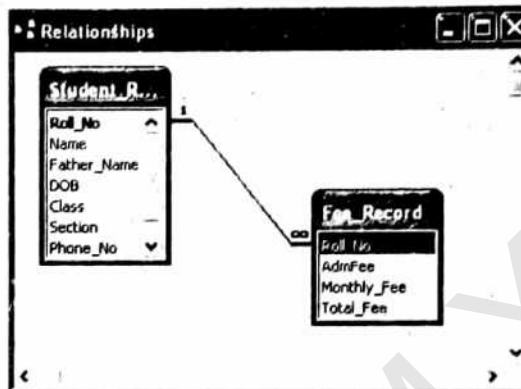 Relationships
Student_R...
1
Roll_No
Name
Father_Name
DOB
Class
Section
Phone_No
∞
Fee_Record
Roll_No
AdmFee
Monthly_Fee
Total_Fee